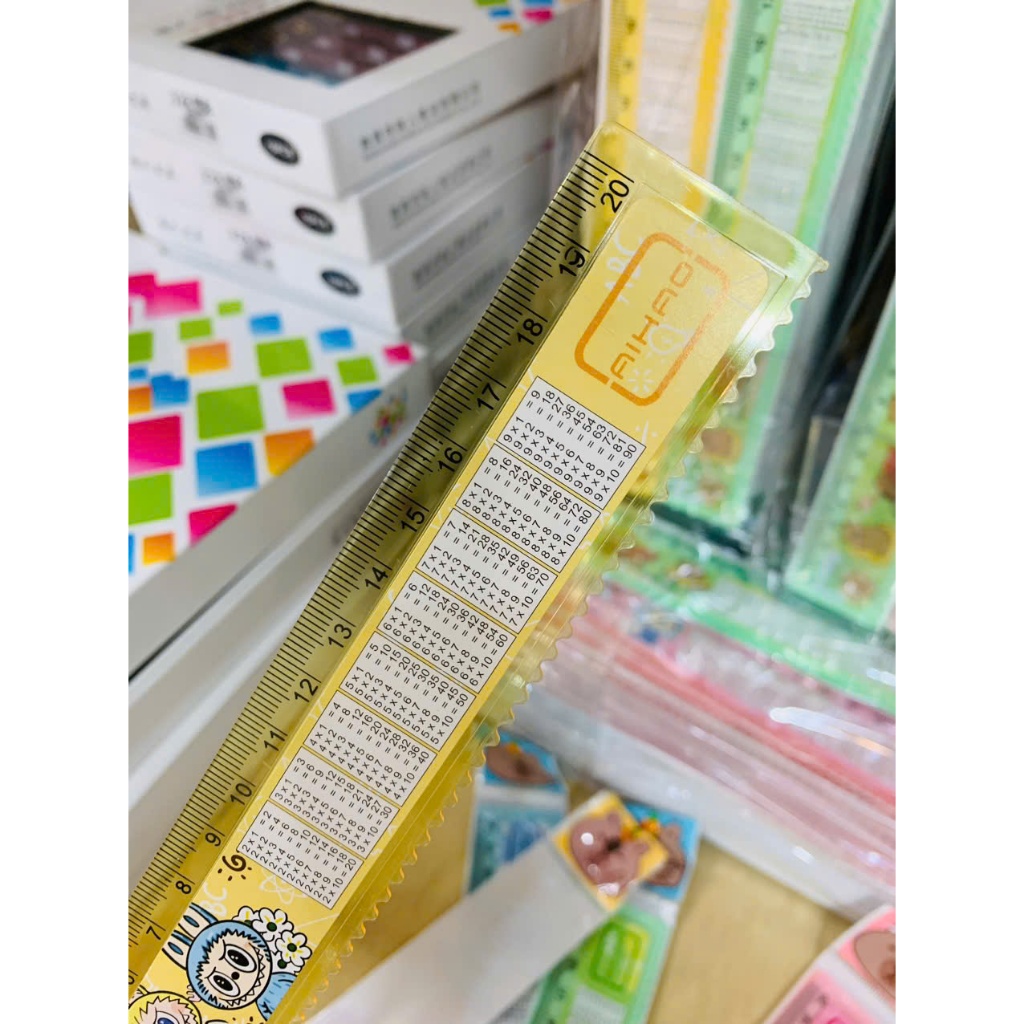 7 8 9 10 11 12 13 14 15 16 17 18 19 20
2 x 1 = 2
2 x 2 = 4
2 x 3 = 6
2 x 4 = 8
2 x 5 = 10
2 x 6 = 12
2 x 7 = 14
2 x 8 = 16
2 x 9 = 18
2 x 10 = 20
3 x 1 = 3
3 x 2 = 6
3 x 3 = 9
3 x 4 = 12
3 x 5 = 15
3 x 6 = 18
3 x 7 = 21
3 x 8 = 24
3 x 9 = 27
3 x 10 = 30
4 x 1 = 4
4 x 2 = 8
4 x 3 = 12
4 x 4 = 16
4 x 5 = 20
4 x 6 = 24
4 x 7 = 28
4 x 8 = 32
4 x 9 = 36
4 x 10 = 40
5 x 1 = 5
5 x 2 = 10
5 x 3 = 15
5 x 4 = 20
5 x 5 = 25
5 x 6 = 30
5 x 7 = 35
5 x 8 = 40
5 x 9 = 45
5 x 10 = 50
6 x 1 = 6
6 x 2 = 12
6 x 3 = 18
6 x 4 = 24
6 x 5 = 30
6 x 6 = 36
6 x 7 = 42
6 x 8 = 48
6 x 9 = 54
6 x 10 = 60
7 x 1 = 7
7 x 2 = 14
7 x 3 = 21
7 x 4 = 28
7 x 5 = 35
7 x 6 = 42
7 x 7 = 49
7 x 8 = 56
7 x 9 = 63
7 x 10 = 70
8 x 1 = 8
8 x 2 = 16
8 x 3 = 24
8 x 4 = 32
8 x 5 = 40
8 x 6 = 48
8 x 7 = 56
8 x 8 = 64
8 x 9 = 72
8 x 10 = 80
9 x 1 = 9
9 x 2 = 18
9 x 3 = 27
9 x 4 = 36
9 x 5 = 45
9 x 6 = 54
9 x 7 = 63
9 x 8 = 72
9 x 9 = 81
9 x 10 = 90
ABC
AIHAO